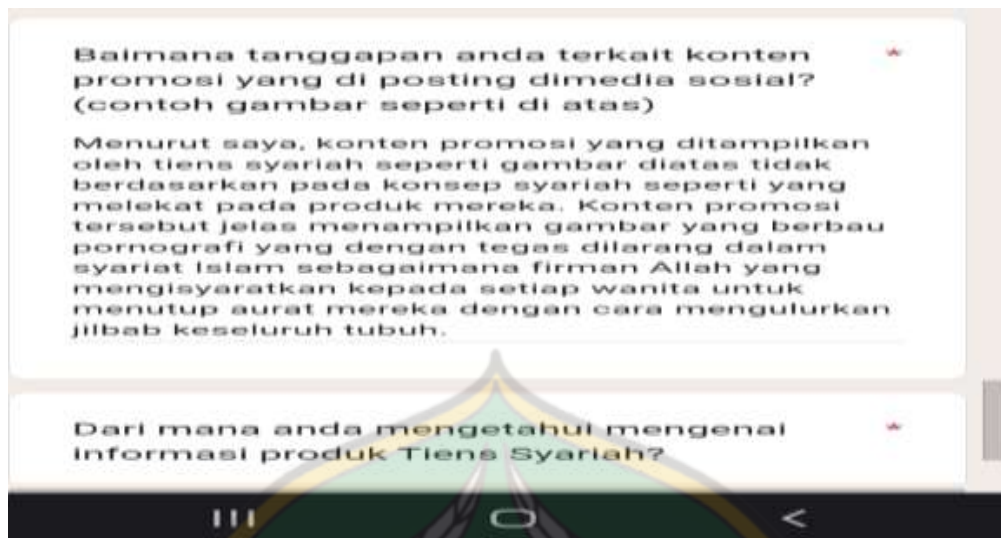 Baimana tanggapan anda terkait konten *
promosi yang di posting dimedia sosial?
(contoh gambar seperti di atas)
Menurut saya, konten promosi yang ditampilkan
oleh tiens syariah seperti gambar diatas tidak
berdasarkan pada konsep syariah seperti yang
melekat pada produk mereka. Konten promosi
tersebut jelas menampilkan gambar yang berbau
pornografi yang dengan tegas dilarang dalam
syariat Islam sebagaimana firman Allah yang
mengisyaratkan kepada setiap wanita untuk
menutup aurat mereka dengan cara mengulurkan
jilbab keseluruh tubuh.
Dari mana anda mengetahui mengenai *
informasi produk Tiens Syariah?